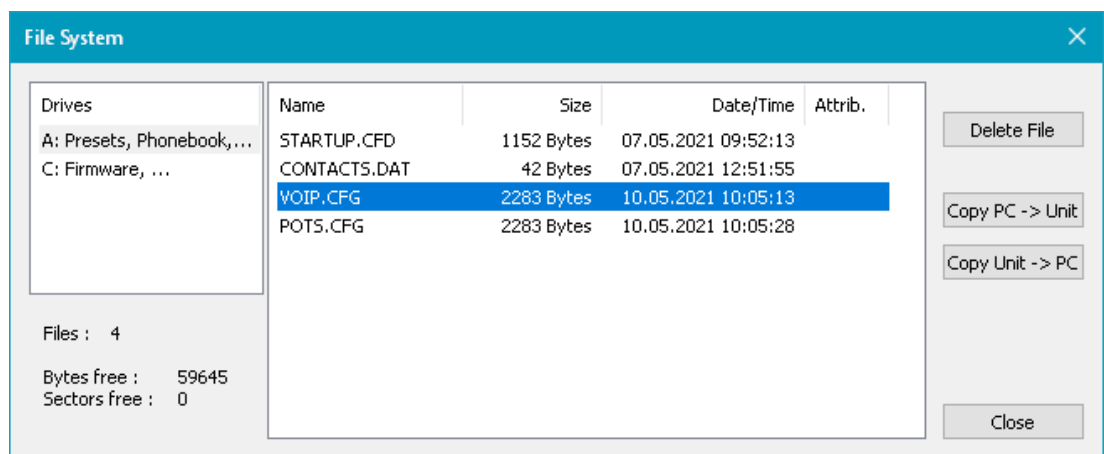 File System
Drives
A: Presets, Phonebook,...
C: Firmware, ...
Files : 4
Bytes free : 59645
Sectors free : 0
Name Size Date/Time Attrib.
STARTUP.CFD 1152 Bytes 07.05.2021 09:52:13
CONTACTS.DAT 42 Bytes 07.05.2021 12:51:55
VOIP.CFG 2283 Bytes 10.05.2021 10:05:13
POTS.CFG 2283 Bytes 10.05.2021 10:05:28
Delete File
Copy PC -> Unit
Copy Unit -> PC
Close